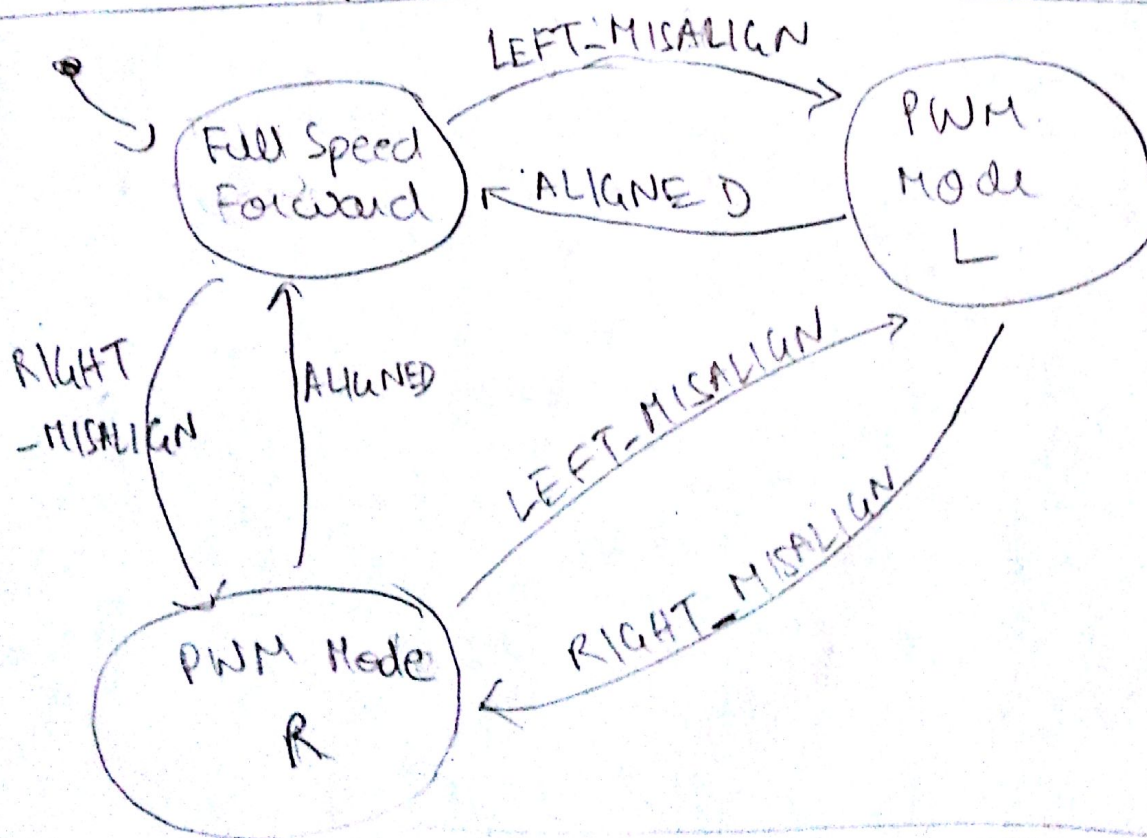 LEFT_MISALIGN
Full Speed
Forward
PWM
Mode
L
ALIGNED
RIGHT
_MISALIGN
ALIGNED
LEFT_MISALIGN
RIGHT_MISALIGN
PWM Mode
R